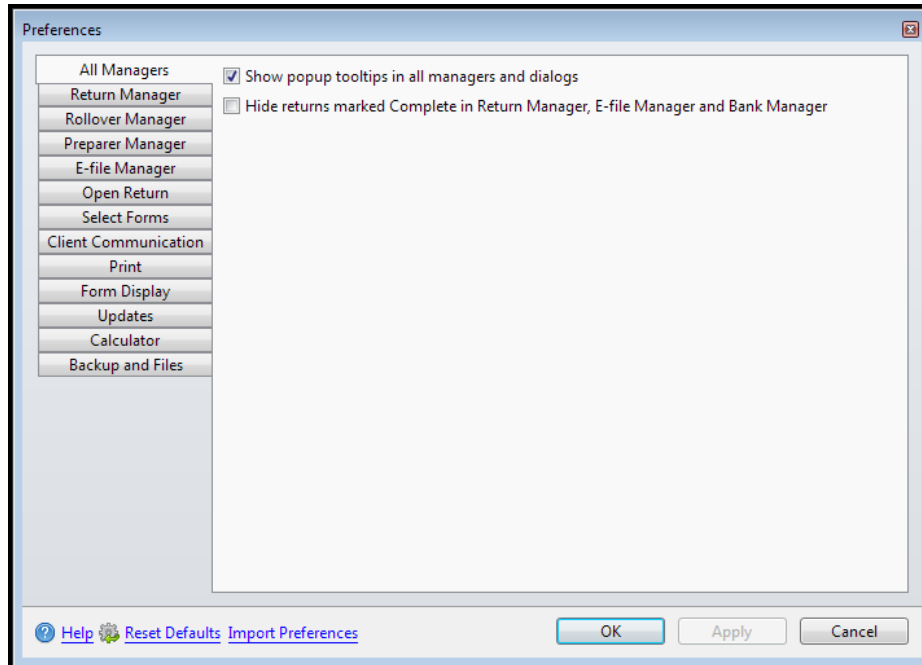 Preferences
All Managers
Return Manager
Rollover Manager
Preparer Manager
E-file Manager
Open Return
Select Forms
Client Communication
Print
Form Display
Updates
Calculator
Backup and Files
Show popup tooltips in all managers and dialogs
Hide returns marked Complete in Return Manager, E-file Manager and Bank Manager
Help Reset Defaults Import Preferences OK Apply Cancel